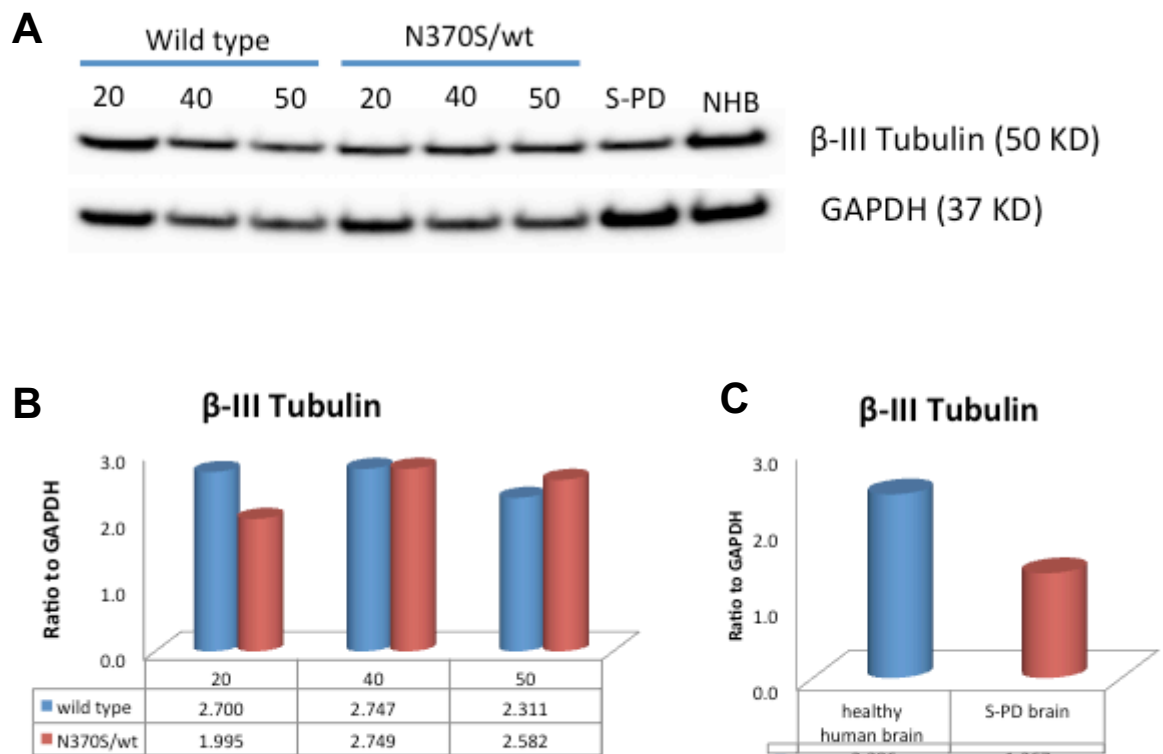 A
Wild type
N370S/wt
20 40 50 20 40 50 S-PD NHB
β-III Tubulin (50 KD)
GAPDH (37 KD)
B
β-III Tubulin
Ratio to GAPDH
3.0
2.0
1.0
0.0
20 40 50
wild type 2.700 2.747 2.311
N370S/wt 1.995 2.749 2.582
C
β-III Tubulin
Ratio to GAPDH
3.0
2.0
1.0
0.0
healthy
human brain
S-PD brain